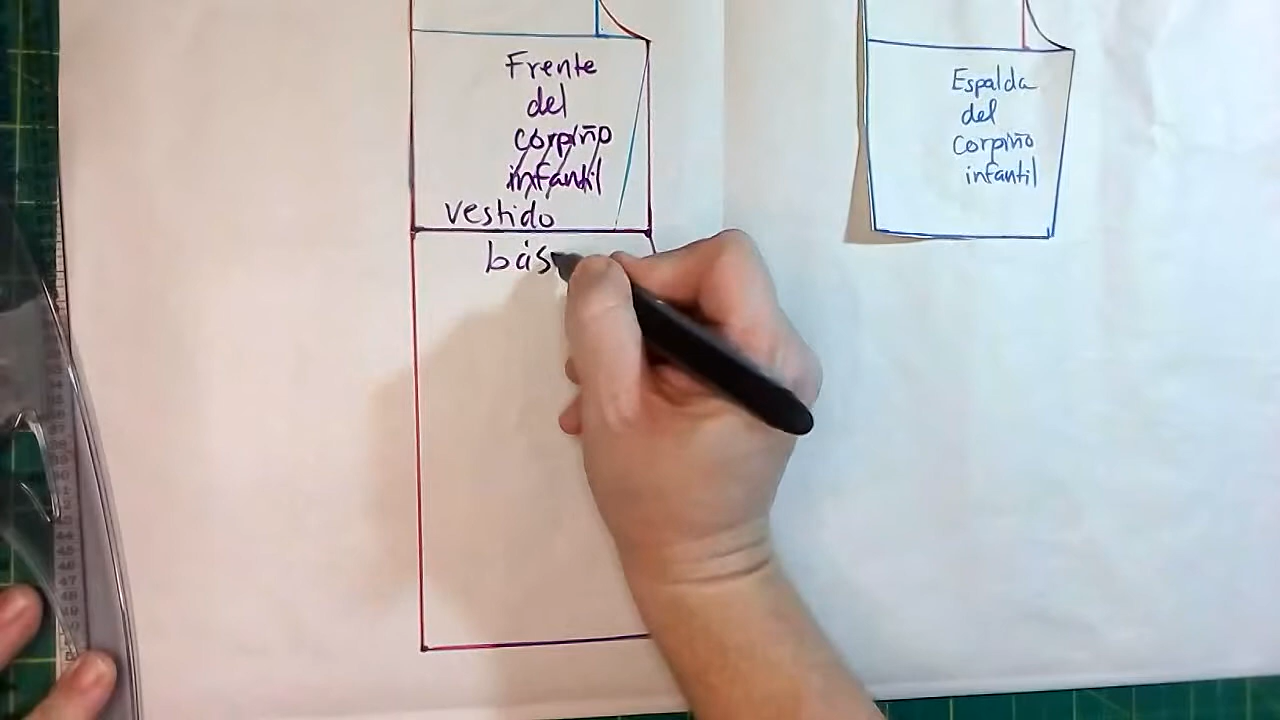 Frente
del
corpiño
infantil
vestido
bás
Espalda
del
corpiño
infantil